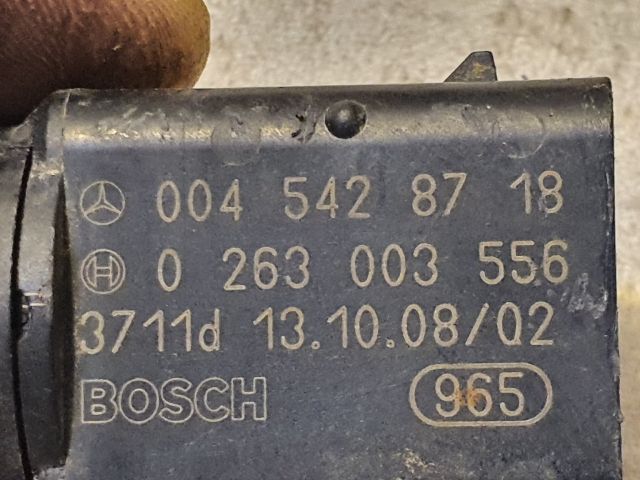 004 542 87 18
0 263 003 556
3711d 13.10.08/02
BOSCH 965